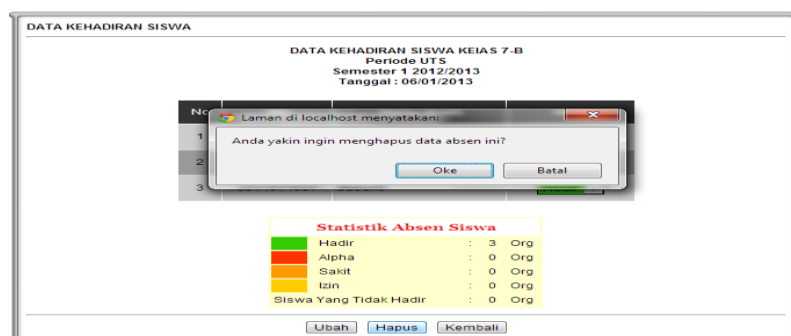 DATA KEHADIRAN SISWA
DATA KEHADIRAN SISWA KELAS 7-B
Periode UTS
Semester 1 2012/2013
Tanggal : 06/01/2013
No
Laman di localhost menyatakan:
1
Anda yakin ingin menghapus data absen ini?
2
Oke Batal
3
Statistik Absen Siswa
Hadir : 3 Org
Alpha : 0 Org
Sakit : 0 Org
Izin : 0 Org
Siswa Yang Tidak Hadir : 0 Org
Ubah Hapus Kembali